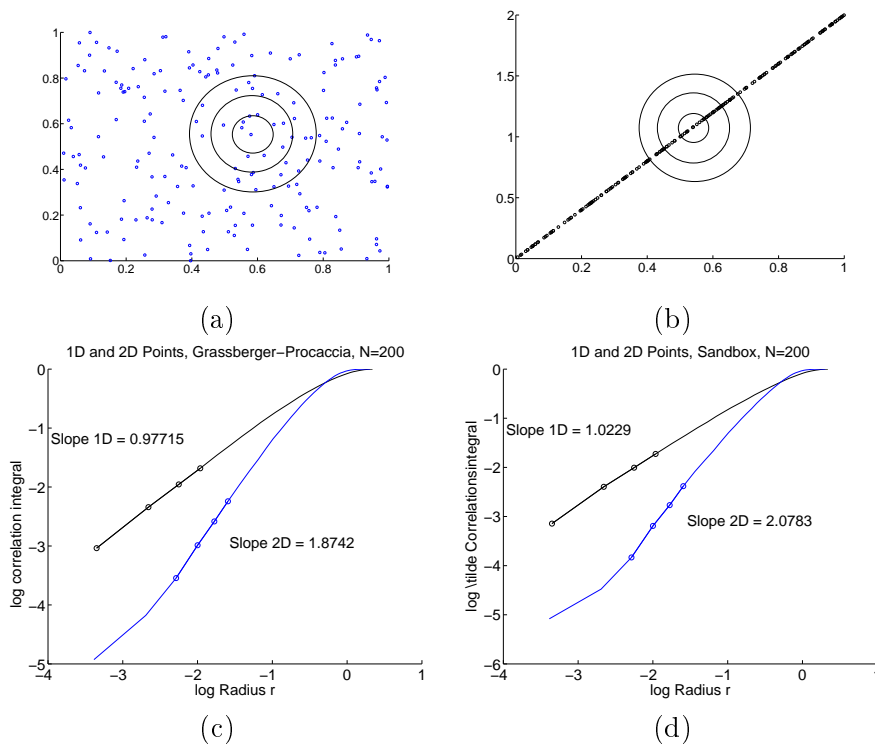 1
0.8
0.6
0.4
0.2
0
0 0.2 0.4 0.6 0.8 1
(a)
2
1.5
1
0.5
0
0 0.2 0.4 0.6 0.8 1
(b)
1D and 2D Points, Grassberger−Procaccia, N=200
log correlation integral
0
−1
−2
−3
−4
−5
Slope 1D = 0.97715
Slope 2D = 1.8742
−4 −3 −2 −1 0 1
log Radius r
(c)
1D and 2D Points, Sandbox, N=200
log \tilde Correlationsintegral
0
−1
−2
−3
−4
−5
−6
Slope 1D = 1.0229
Slope 2D = 2.0783
−4 −3 −2 −1 0 1
log Radius r
(d)